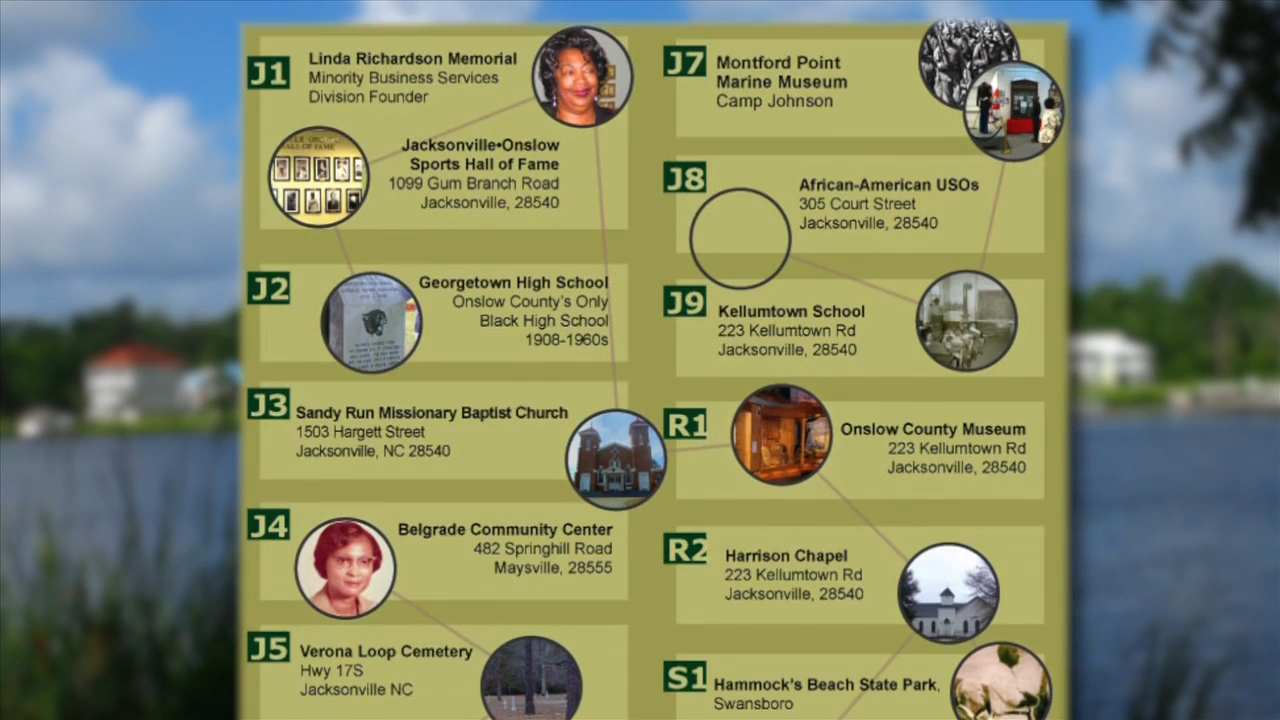 J1
Linda Richardson Memorial
Minority Business Services
Division Founder
Jacksonville•Onslow
Sports Hall of Fame
1099 Gum Branch Road
Jacksonville, 28540
J2
Georgetown High School
Onslow County's Only
Black High School
1908-1960s
J3
Sandy Run Missionary Baptist Church
1503 Hargett Street
Jacksonville, NC 28540
J4
Belgrade Community Center
482 Springhill Road
Maysville, 28555
J5
Verona Loop Cemetery
Hwy 17S
Jacksonville NC
J7
Montford Point
Marine Museum
Camp Johnson
J8
African-American USOs
305 Court Street
Jacksonville, 28540
J9
Kellumtown School
223 Kellumtown Rd
Jacksonville, 28540
R1
Onslow County Museum
223 Kellumtown Rd
Jacksonville, 28540
R2
Harrison Chapel
223 Kellumtown Rd
Jacksonville, 28540
S1
Hammock's Beach State Park,
Swansboro